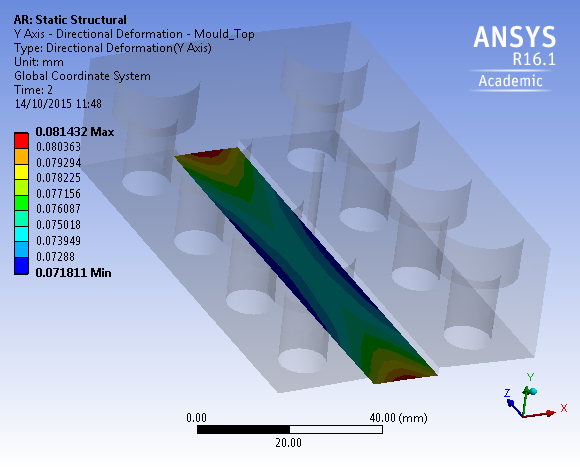 AR: Static Structural
Y Axis - Directional Deformation - Mould_Top
Type: Directional Deformation(Y Axis)
Unit: mm
Global Coordinate System
Time: 2
14/10/2015 11:48
ANSYS
R16.1
Academic
0.081432 Max
0.080363
0.079294
0.078225
0.077156
0.076087
0.075018
0.073949
0.07288
0.071811 Min
Y
Z
X
0.00 40.00 (mm)
20.00